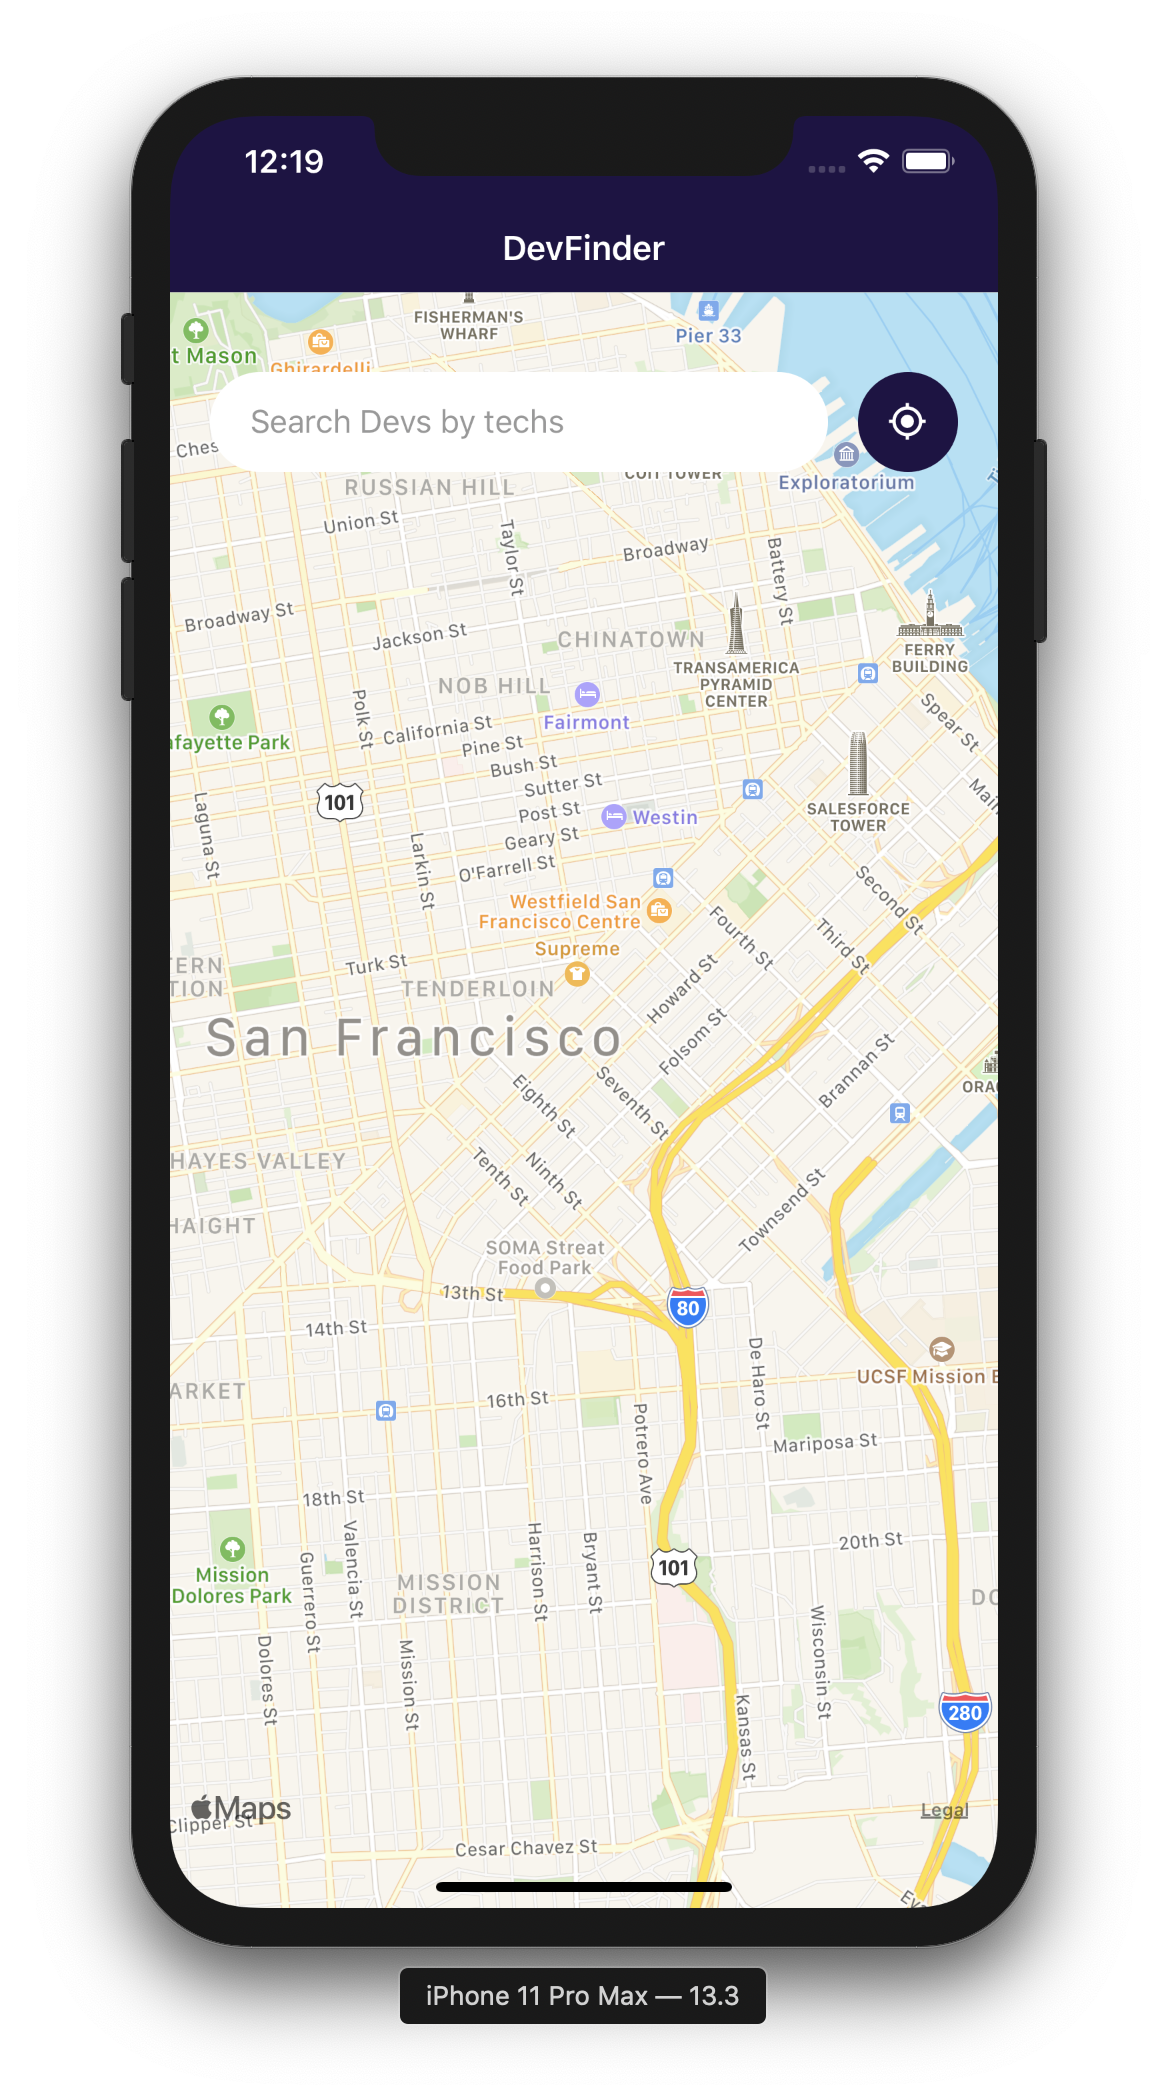 12:19
DevFinder
FISHERMAN'S
WHARF
Pier 33
t Mason
Ghirardelli
Search Devs by techs
Ches
COIT TOWER
Exploratorium
RUSSIAN HILL
Union St
Taylor St
Broadway
Battery St
Broadway St
Jackson St
CHINATOWN
FERRY
BUILDING
TRANSAMERICA
PYRAMID
CENTER
NOB HILL
Fairmont
Polk St
California St
Spear St
afayette Park
Pine St
Bush St
Sutter St
Main
101
Post St
Westin
SALESFORCE
TOWER
Laguna St
Geary St
Larkin St
O'Farrell St
Second St
Westfield San
Francisco Centre
Supreme
Fourth St
Third St
TERN
TION
Turk St
TENDERLOIN
Howard St
San Francisco
Folsom St
Brannan St
ORAC
Eighth St
Seventh St
HAYES VALLEY
Tenth St
Ninth St
Townsend St
HAIGHT
SOMA Streat
Food Park
13th St
80
14th St
De Haro St
UCSF Mission B
ARKET
16th St
Potrero Ave
Mariposa St
18th St
Valencia St
Harrison St
Bryant St
20th St
Mission
Dolores Park
Guerrero St
101
MISSION
DISTRICT
DO
Wisconsin St
Dolores St
Mission St
Kansas St
280
Maps
Legal
Clipper St
Cesar Chavez St
Eva
iPhone 11 Pro Max — 13.3